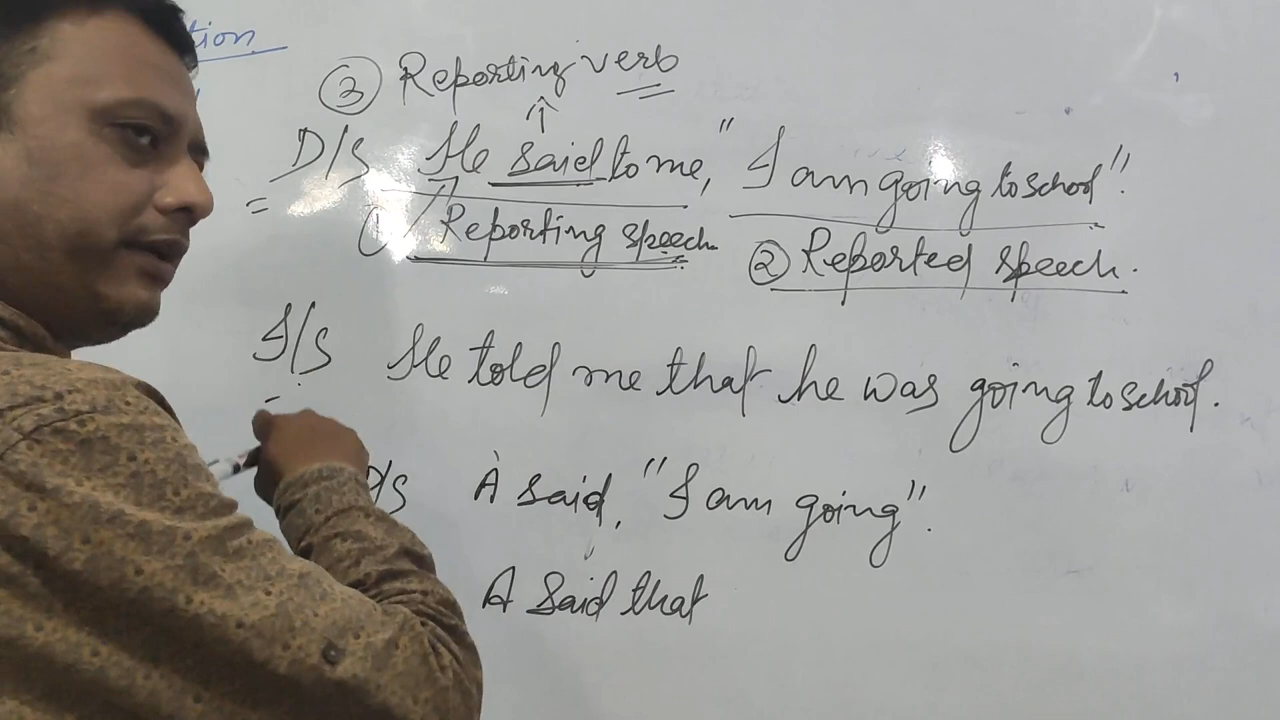 tion
③ Reporting verb
D/S He said to me, "I am going to school".
Reporting speech ② Reported speech.
I/S He told me that he was going to school.
D/S A said, "I am going".
A said that